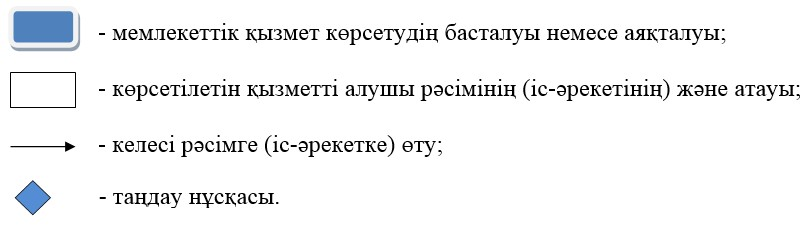 - мемлекеттік қызмет көрсетудің басталуы немесе аяқталуы;
- көрсетілетін қызметті алушы рәсімінің (іс-әрекетінің) және атауы;
- келесі рәсімге (іс-әрекетке) өту;
- таңдау нұсқасы.